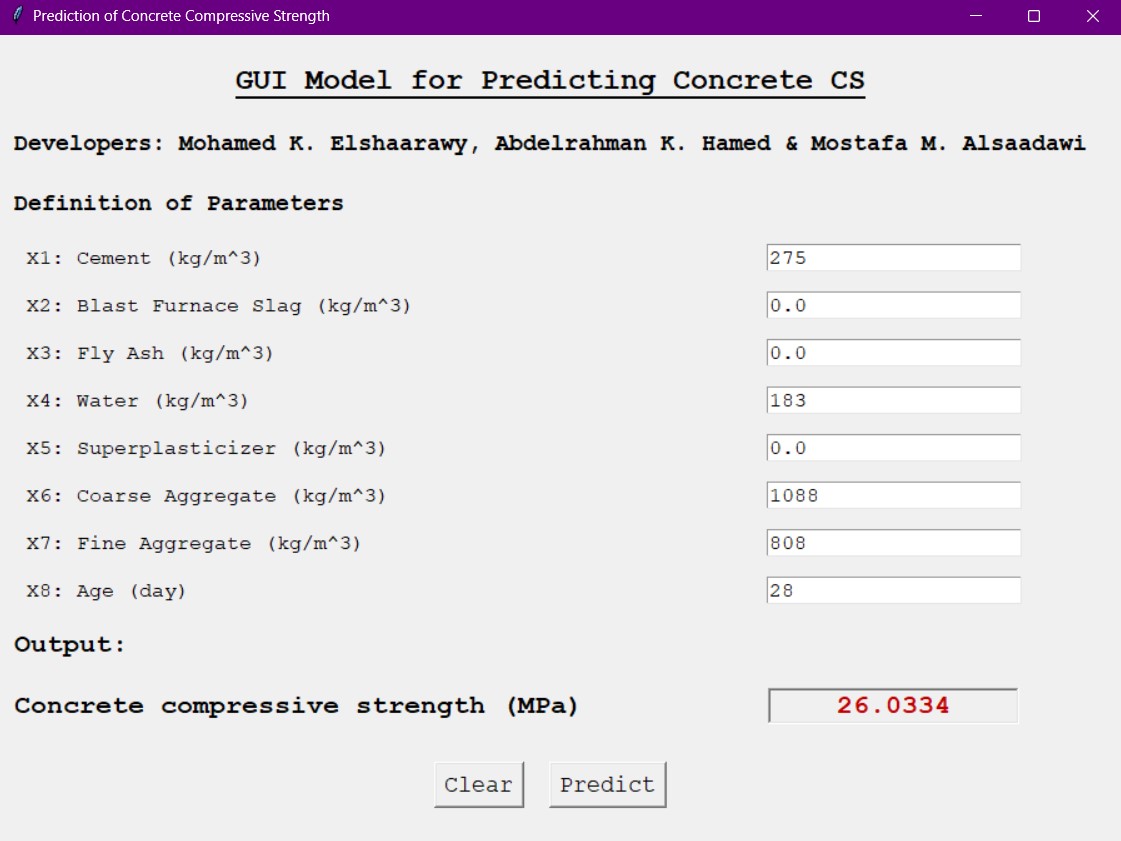 Prediction of Concrete Compressive Strength
GUI Model for Predicting Concrete CS
Developers: Mohamed K. Elshaarawy, Abdelrahman K. Hamed & Mostafa M. Alsaadawi
Definition of Parameters
X1: Cement (kg/m^3) 275
X2: Blast Furnace Slag (kg/m^3) 0.0
X3: Fly Ash (kg/m^3) 0.0
X4: Water (kg/m^3) 183
X5: Superplasticizer (kg/m^3) 0.0
X6: Coarse Aggregate (kg/m^3) 1088
X7: Fine Aggregate (kg/m^3) 808
X8: Age (day) 28
Output:
Concrete compressive strength (MPa) 26.0334
Clear Predict